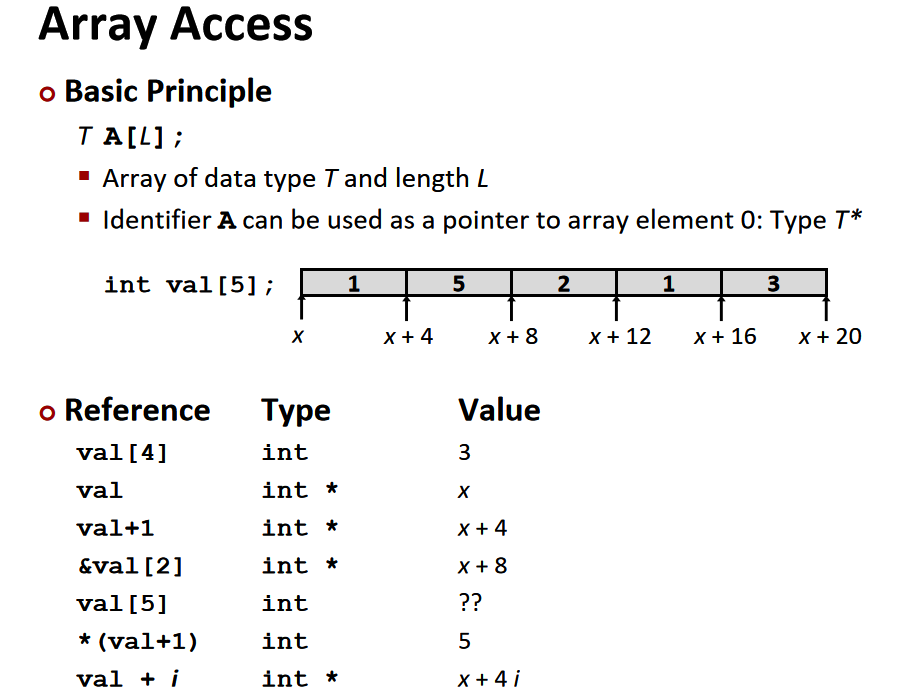 Array Access
Basic Principle
T A[L];
Array of data type T and length L
Identifier A can be used as a pointer to array element 0: Type T*
int val[5]; 1 5 2 1 3
x x + 4 x + 8 x + 12 x + 16 x + 20
Reference Type Value
val[4] int 3
val int * x
val+1 int * x + 4
&val[2] int * x + 8
val[5] int ??
*(val+1) int 5
val + i int * x + 4 i